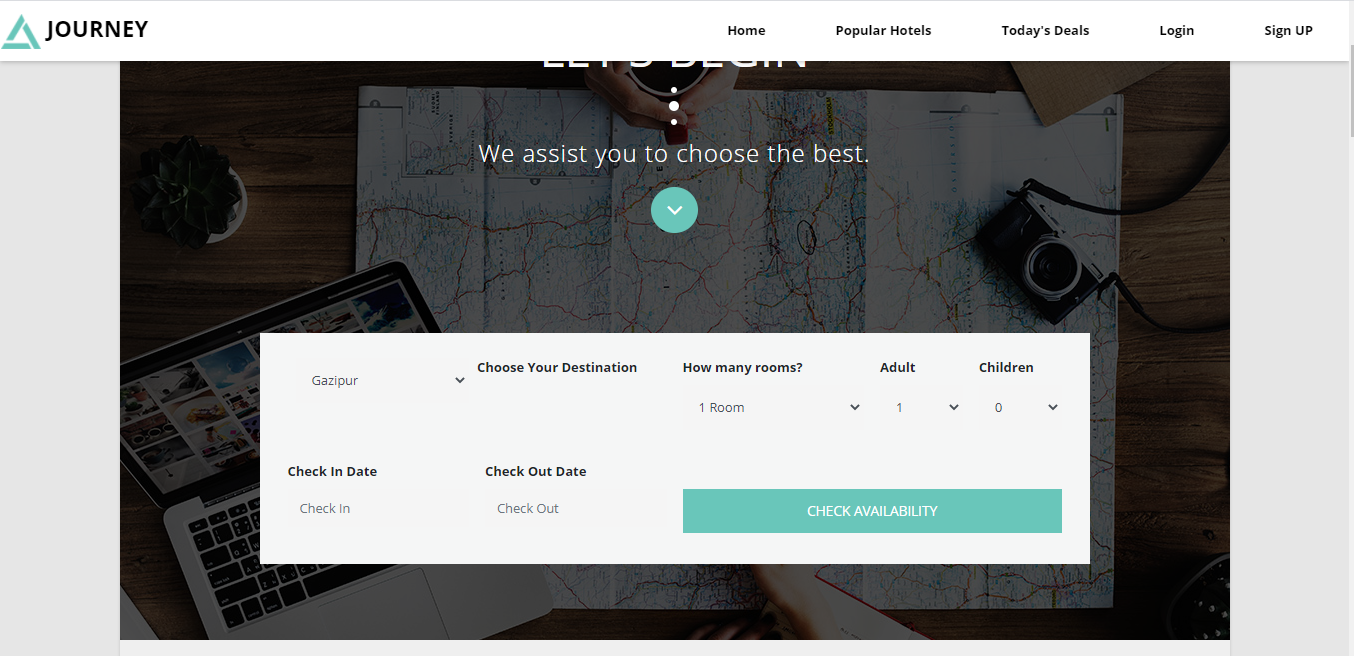 JOURNEY
Home
Popular Hotels
Today's Deals
Login
Sign UP
LET'S BEGIN
We assist you to choose the best.
Gazipur
Choose Your Destination
How many rooms?
1 Room
Adult
1
Children
0
Check In Date
Check In
Check Out Date
Check Out
CHECK AVAILABILITY